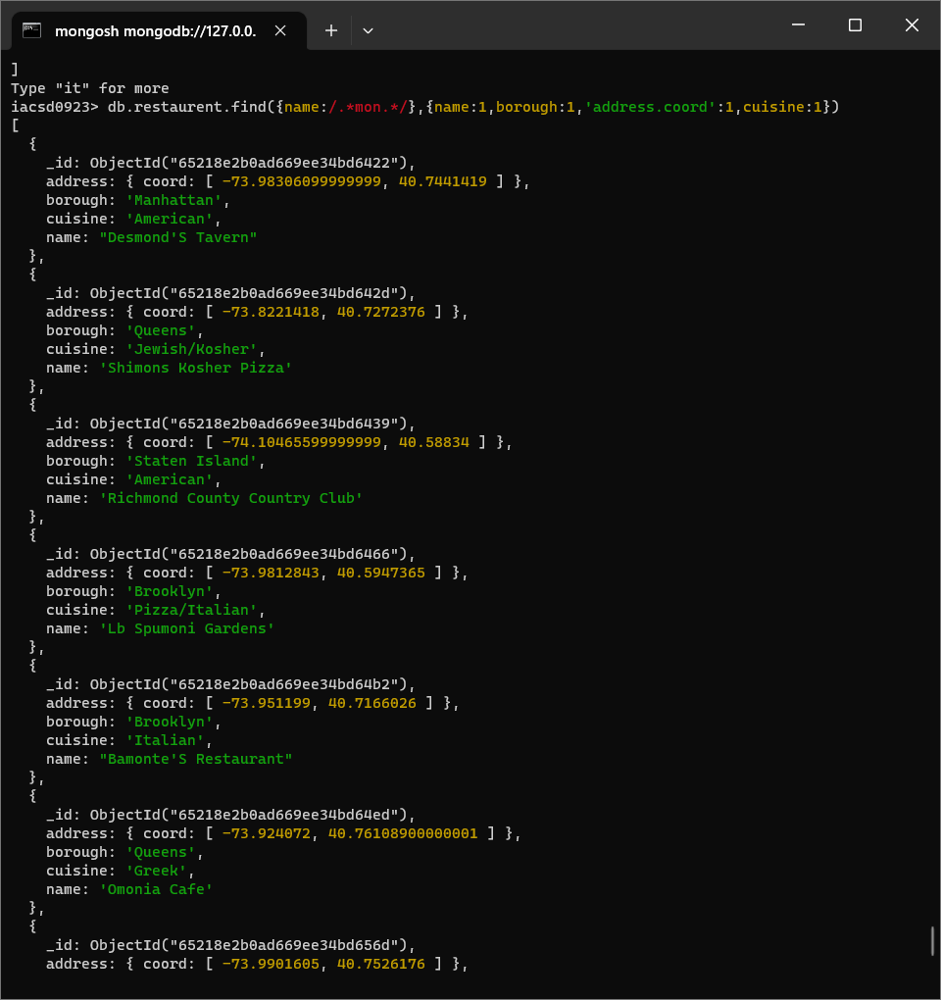 mongosh mongodb://127.0.0.
]
Type "it" for more
iacsd0923> db.restaurent.find({name:/.*mon.*/},{name:1,borough:1,'address.coord':1,cuisine:1})
[
  {
    _id: ObjectId("65218e2b0ad669ee34bd6422"),
    address: { coord: [ -73.98306099999999, 40.7441419 ] },
    borough: 'Manhattan',
    cuisine: 'American',
    name: "Desmond'S Tavern"
  },
  {
    _id: ObjectId("65218e2b0ad669ee34bd642d"),
    address: { coord: [ -73.8221418, 40.7272376 ] },
    borough: 'Queens',
    cuisine: 'Jewish/Kosher',
    name: 'Shimons Kosher Pizza'
  },
  {
    _id: ObjectId("65218e2b0ad669ee34bd6439"),
    address: { coord: [ -74.10465599999999, 40.58834 ] },
    borough: 'Staten Island',
    cuisine: 'American',
    name: 'Richmond County Country Club'
  },
  {
    _id: ObjectId("65218e2b0ad669ee34bd6466"),
    address: { coord: [ -73.9812843, 40.5947365 ] },
    borough: 'Brooklyn',
    cuisine: 'Pizza/Italian',
    name: 'Lb Spumoni Gardens'
  },
  {
    _id: ObjectId("65218e2b0ad669ee34bd64b2"),
    address: { coord: [ -73.951199, 40.7166026 ] },
    borough: 'Brooklyn',
    cuisine: 'Italian',
    name: "Bamonte'S Restaurant"
  },
  {
    _id: ObjectId("65218e2b0ad669ee34bd64ed"),
    address: { coord: [ -73.924072, 40.76108900000001 ] },
    borough: 'Queens',
    cuisine: 'Greek',
    name: 'Omonia Cafe'
  },
  {
    _id: ObjectId("65218e2b0ad669ee34bd656d"),
    address: { coord: [ -73.9901605, 40.7526176 ] },